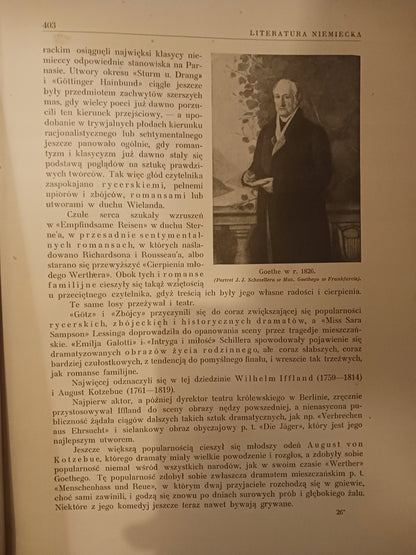 403
LITERATURA NIEMIECKA
rackim osiągnęli najwięksi klasycy nie-
mieccy odpowiednie stanowiska na Par-
nasie. Utwory okresu «Sturm u. Drang»
i «Göttinger Hainbund» ciągle jeszcze
były przedmiotem zachwytów szerszych
mas, gdy wielcy poeci już dawno porzu-
cili ten kierunek przejściowy, — a upo-
dobanie w trywjalnych płodach kierunku
racjonalistycznego lub sentymentalnego
jeszcze panowało ogólnie, gdy roman-
tyzm i klasycyzm już dawno stały się
podstawą poglądów na sztukę prawdzi-
wych twórców. Tak więc głód czytelnika
zaspokajano rycerskiemi, pełnemi
upiorów i zbójców, romansami lub
utworami w duchu Wielanda.
Czułe serca szukały wzruszeń
w «Empfindsame Reisen» w duchu Ster-
ne'a, w przesadnie sentymental-
nych romansach, w których naśla-
dowano Richardsona i Rousseau'a, albo
starano się przewyższyć «Cierpienia mło-
dego Werthera». Obok tych i romanse
familijne cieszyły się takąż wziętością
u przeciętnego czytelnika, gdyż treścią ich były jego własne radości i cierpienia.
Goethe w r. 1826.
(Portret J. J. Schmellera w Muz. Goethego w Frankfurcie).
Te same losy przeżywał i teatr.
«Götz» i «Zbójcy» przyczynili się do coraz zwiększającej się popularności
rycerskich, zbójeckich i historycznych dramatów, a «Miss Sara
Sampson» Lessinga doprowadziła do opanowania sceny przez tragedje mieszczań-
skie. «Emilja Galotti» i «Intryga i miłość» Schillera spowodowały pojawienie się
dramatyzowanych obrazów życia rodzinnego, ale coraz słabszych, coraz
bardziej czułostkowych, z tendencją do pomyślnego finału, i wreszcie tak trzeźwych,
jak romanse familijne.
Najwięcej odznaczyli się w tej dziedzinie Wilhelm Iffland (1759—1814)
i August Kotzebue (1761—1819).
Najpierw aktor, a później dyrektor teatru królewskiego w Berlinie, zręcznie
przystosowywał Iffland do sceny obrazy nędzy powszedniej, a nienasycona pu-
bliczność żądała ciągów dalszych takich sztuk dramatycznych, jak np. «Verbrechen
aus Ehrsucht» i sielankowy obraz obyczajowy p. t. «Die Jäger», który jest jego
najlepszym utworem.
Jeszcze większą popularnością cieszył się młodszy odeń August von
Kotzebue, którego dramaty miały wielkie powodzenie i rozgłos, a zdobyły sobie
popularność niemal wśród wszystkich narodów, jak w swoim czasie «Werther»
Goethego. Tę popularność zdobył sobie zwłaszcza dramatem mieszczańskim p. t.
«Menschenhass und Reue», w którym dwaj przyjaciele rozchodzą się w gniewie,
choć sami zawinili, i godzą się znowu po dniach surowych prób i głębokiego żalu.
Niektóre z jego komedyj jeszcze teraz nawet bywają grywane.
26*